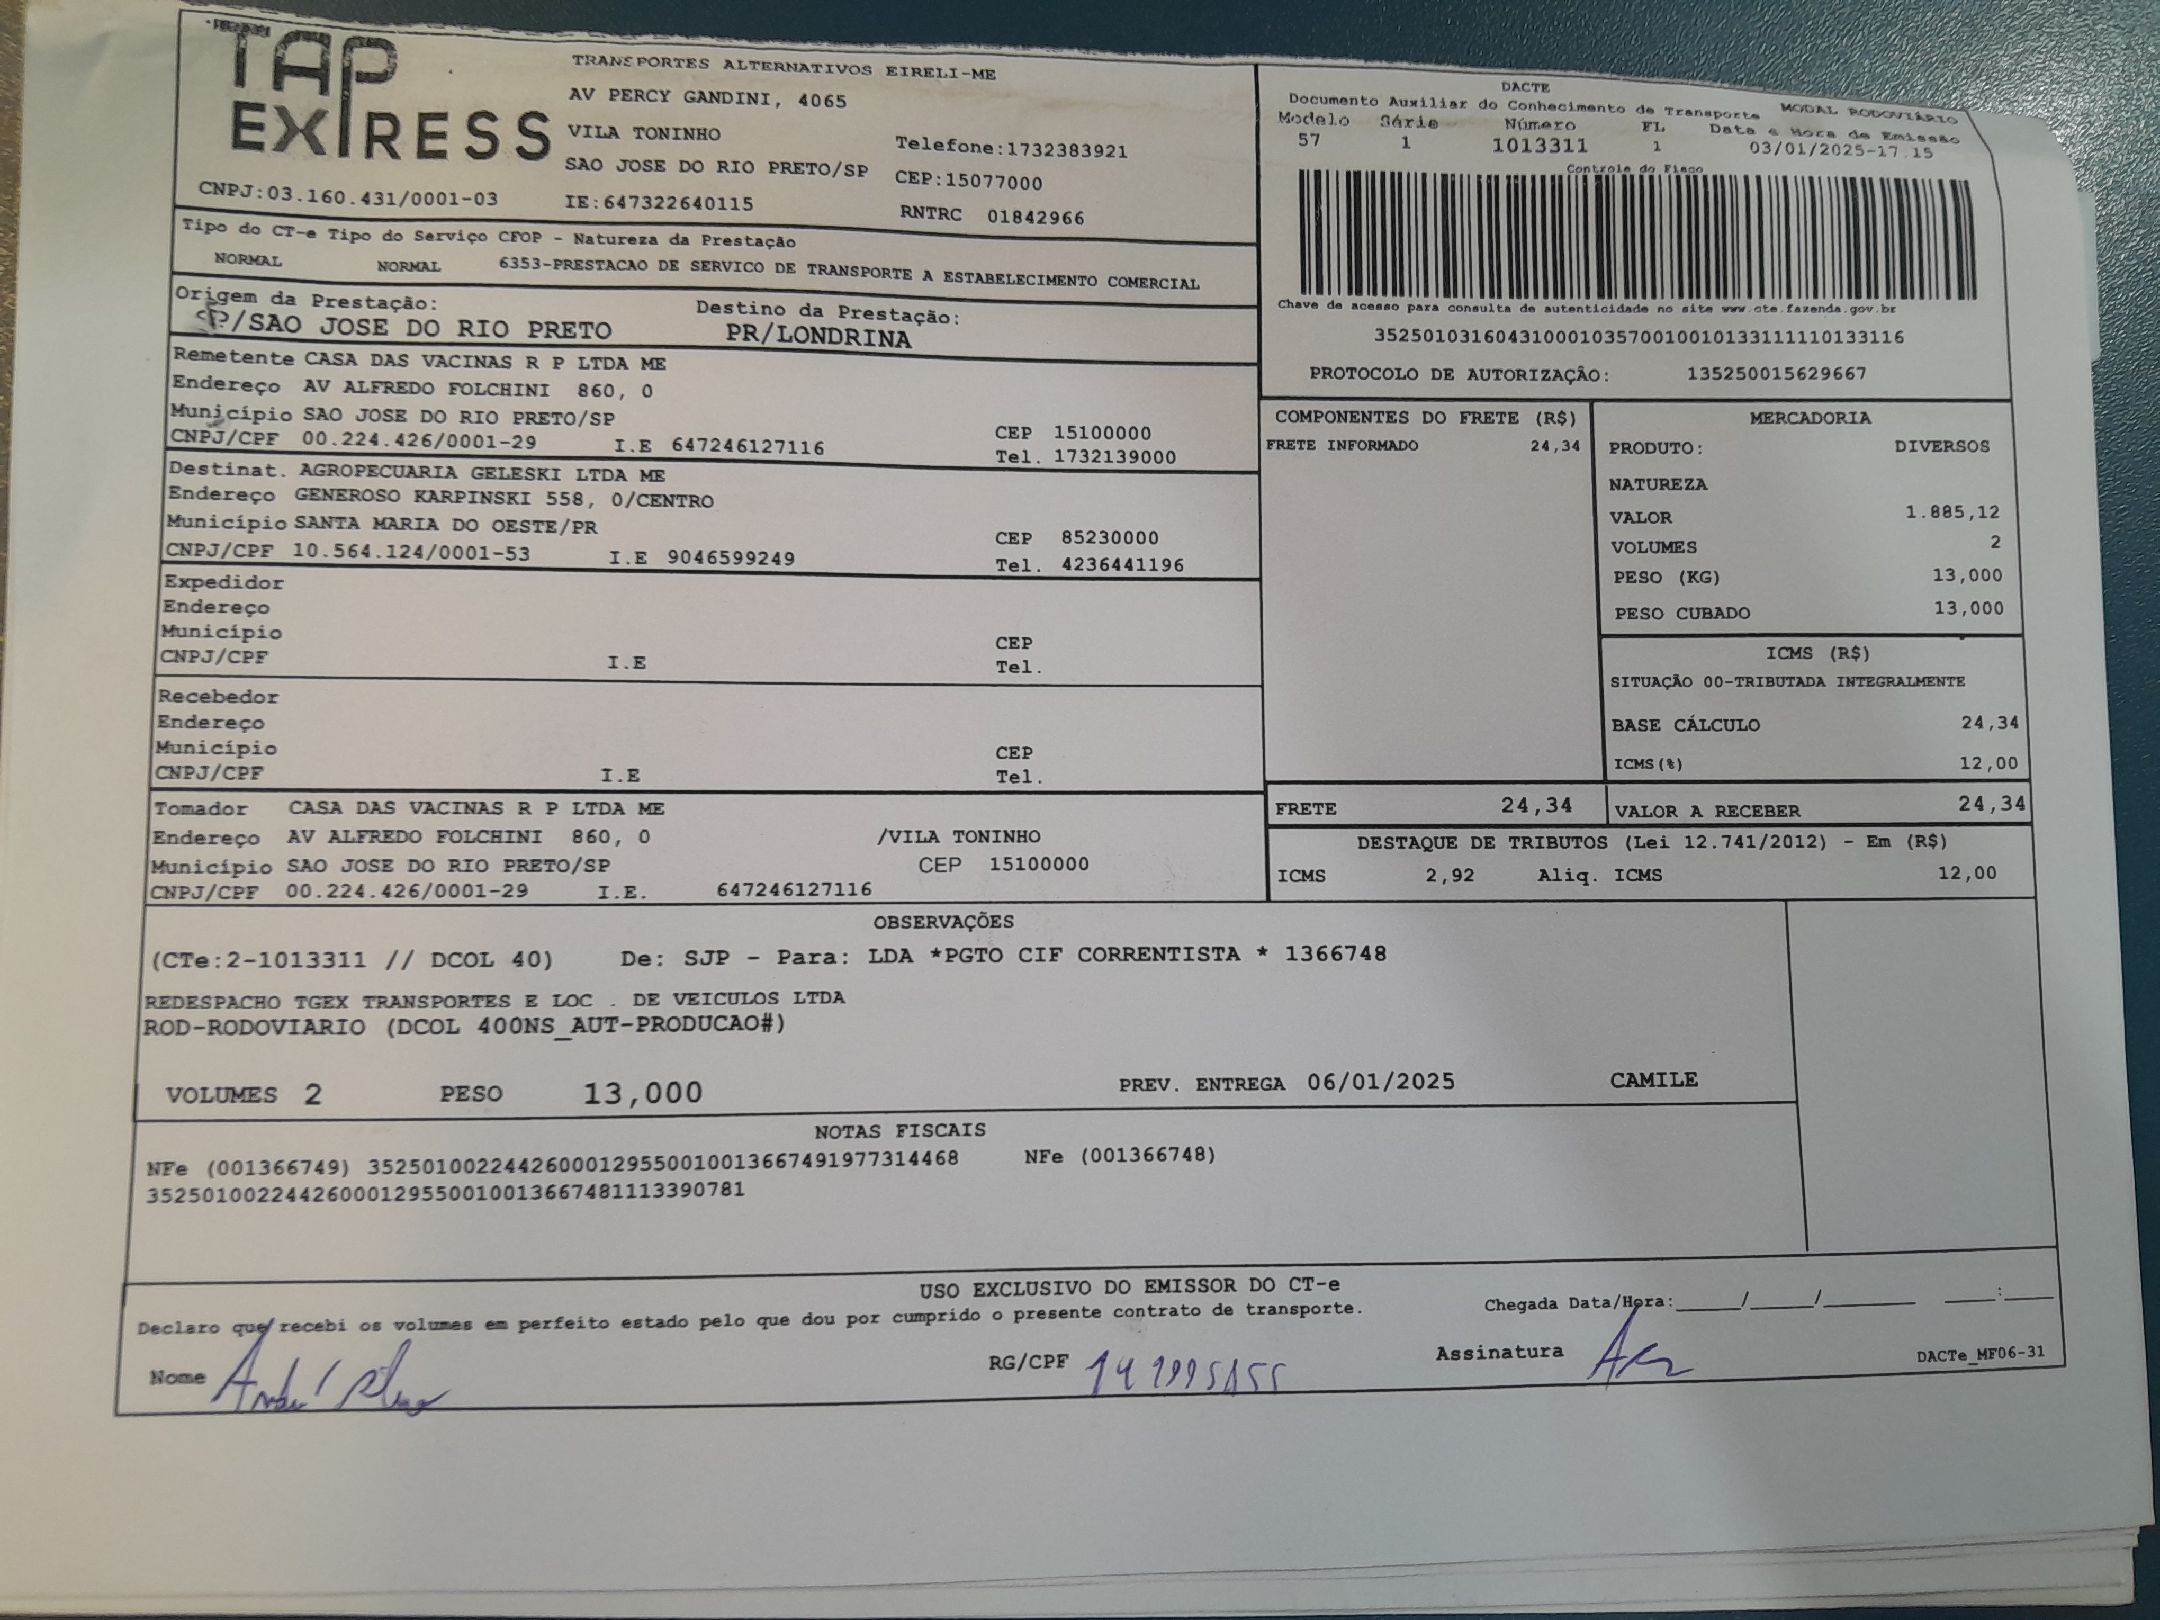 TAP
EXPRESS
TRANSPORTES ALTERNATIVOS EIRELI-ME
AV PERCY GANDINI, 4065
VILA TONINHO
Telefone:1732383921
SAO JOSE DO RIO PRETO/SP
CEP:15077000
CNPJ:03.160.431/0001-03
IE:647322640115
RNTRC 01842966
DACTE
Documento Auxiliar do Conhecimento de Transporte
MODAL RODOVIÁRIO
Modelo Série Número FL Data e Hora de Emissão
57 1 1013311 1 03/01/2025-17.15
Controle do Fisco
Chave de acesso para consulta de autenticidade no site www.cte.fazenda.gov.br
35250103160431000103570010010133111110133116
PROTOCOLO DE AUTORIZAÇÃO: 135250015629667
Tipo do CT-e Tipo do Serviço CFOP - Natureza da Prestação
NORMAL NORMAL 6353-PRESTACAO DE SERVICO DE TRANSPORTE A ESTABELECIMENTO COMERCIAL
Origem da Prestação: Destino da Prestação:
SP/SAO JOSE DO RIO PRETO PR/LONDRINA
Remetente CASA DAS VACINAS R P LTDA ME
Endereço AV ALFREDO FOLCHINI 860, 0
Município SAO JOSE DO RIO PRETO/SP CEP 15100000
CNPJ/CPF 00.224.426/0001-29 I.E 647246127116 Tel. 1732139000
Destinat. AGROPECUARIA GELESKI LTDA ME
Endereço GENEROSO KARPINSKI 558, 0/CENTRO
Município SANTA MARIA DO OESTE/PR CEP 85230000
CNPJ/CPF 10.564.124/0001-53 I.E 9046599249 Tel. 4236441196
Expedidor
Endereço
Município CEP
CNPJ/CPF I.E Tel.
Recebedor
Endereço
Município CEP
CNPJ/CPF I.E Tel.
Tomador CASA DAS VACINAS R P LTDA ME
Endereço AV ALFREDO FOLCHINI 860, 0 /VILA TONINHO
Município SAO JOSE DO RIO PRETO/SP CEP 15100000
CNPJ/CPF 00.224.426/0001-29 I.E. 647246127116
COMPONENTES DO FRETE (R$)
FRETE INFORMADO 24,34
MERCADORIA
PRODUTO: DIVERSOS
NATUREZA
VALOR 1.885,12
VOLUMES 2
PESO (KG) 13,000
PESO CUBADO 13,000
ICMS (R$)
SITUAÇÃO 00-TRIBUTADA INTEGRALMENTE
BASE CÁLCULO 24,34
ICMS(%) 12,00
FRETE 24,34 VALOR A RECEBER 24,34
DESTAQUE DE TRIBUTOS (Lei 12.741/2012) - Em (R$)
ICMS 2,92 Aliq. ICMS 12,00
OBSERVAÇÕES
(CTe:2-1013311 // DCOL 40) De: SJP - Para: LDA *PGTO CIF CORRENTISTA * 1366748
REDESPACHO TGEX TRANSPORTES E LOC . DE VEICULOS LTDA
ROD-RODOVIARIO (DCOL 400NS_AUT-PRODUCAO#)
VOLUMES 2 PESO 13,000 PREV. ENTREGA 06/01/2025 CAMILE
NOTAS FISCAIS
NFe (001366749) 35250100224426000129550010013667491977314468 NFe (001366748)
35250100224426000129550010013667481113390781
USO EXCLUSIVO DO EMISSOR DO CT-e
Declaro que recebi os volumes em perfeito estado pelo que dou por cumprido o presente contrato de transporte.
Chegada Data/Hora:_____/_____/_______ ____:____
Nome RG/CPF Assinatura DACTe_MF06-31